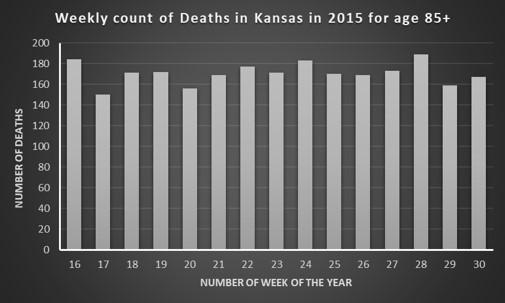 Weekly count of Deaths in Kansas in 2015 for age 85+
NUMBER OF DEATHS
200
180
160
140
120
100
80
60
40
20
0
16 17 18 19 20 21 22 23 24 25 26 27 28 29 30
NUMBER OF WEEK OF THE YEAR